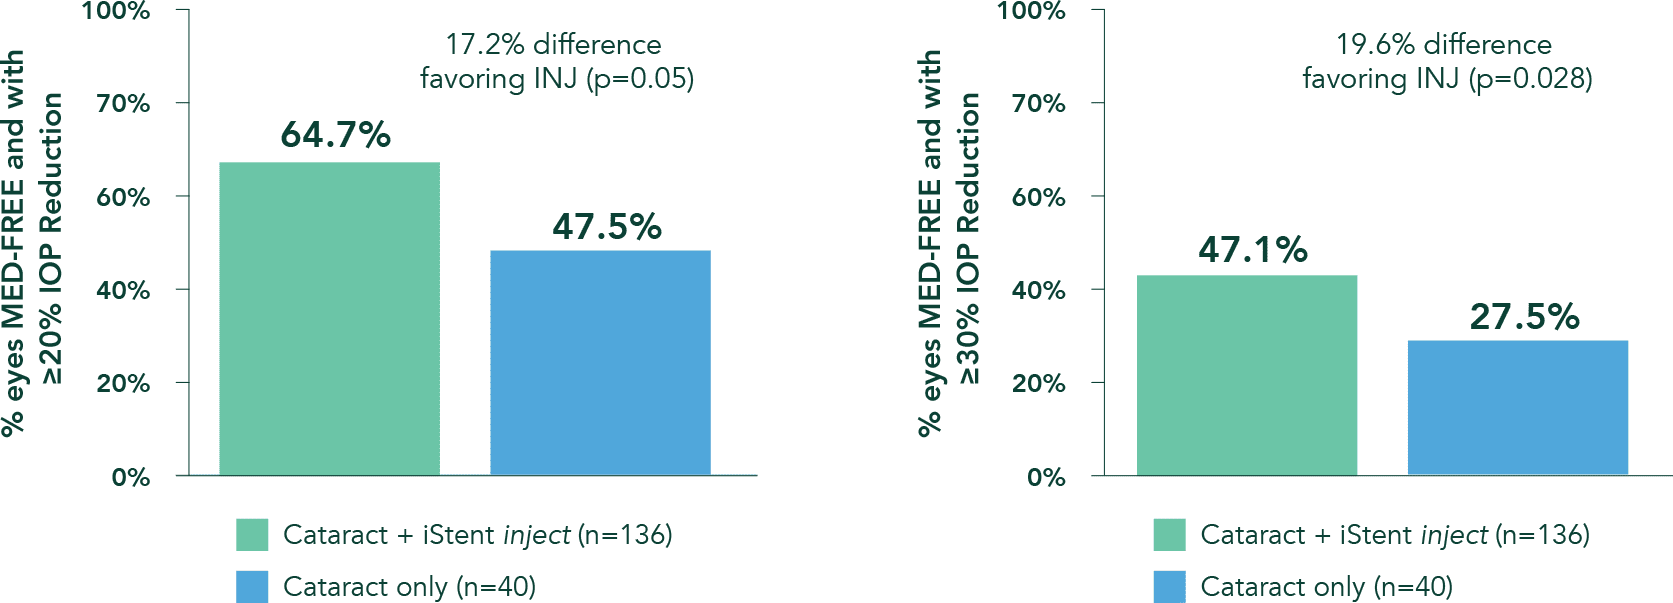 % eyes MED-FREE and with
≥20% IOP Reduction
100%
70%
60%
40%
20%
0%
17.2% difference
favoring INJ (p=0.05)
64.7%
47.5%
Cataract + iStent inject (n=136)
Cataract only (n=40)
% eyes MED-FREE and with
≥30% IOP Reduction
100%
70%
60%
40%
20%
0%
19.6% difference
favoring INJ (p=0.028)
47.1%
27.5%
Cataract + iStent inject (n=136)
Cataract only (n=40)